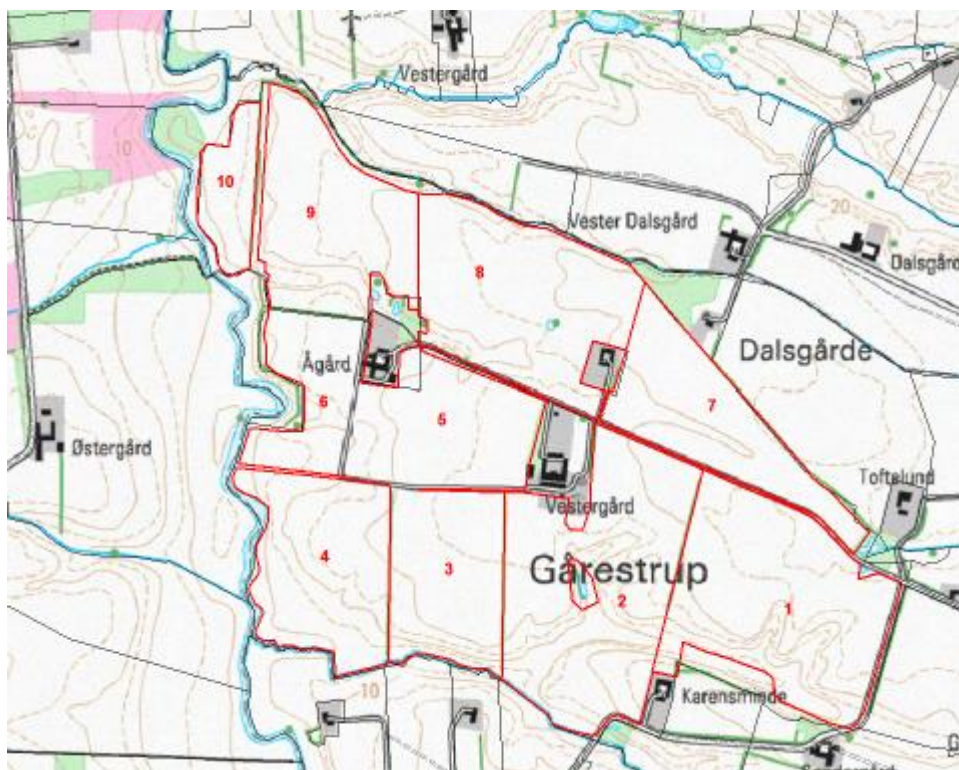 Vestergård
10
10
20
Vester Dalsgård
Dalsgård
9
8
Dalsgårde
Ågård
6
5
7
Østergård
Toftelund
Vestergård
4
3
Gårestrup
2
1
10
Karensminde
G